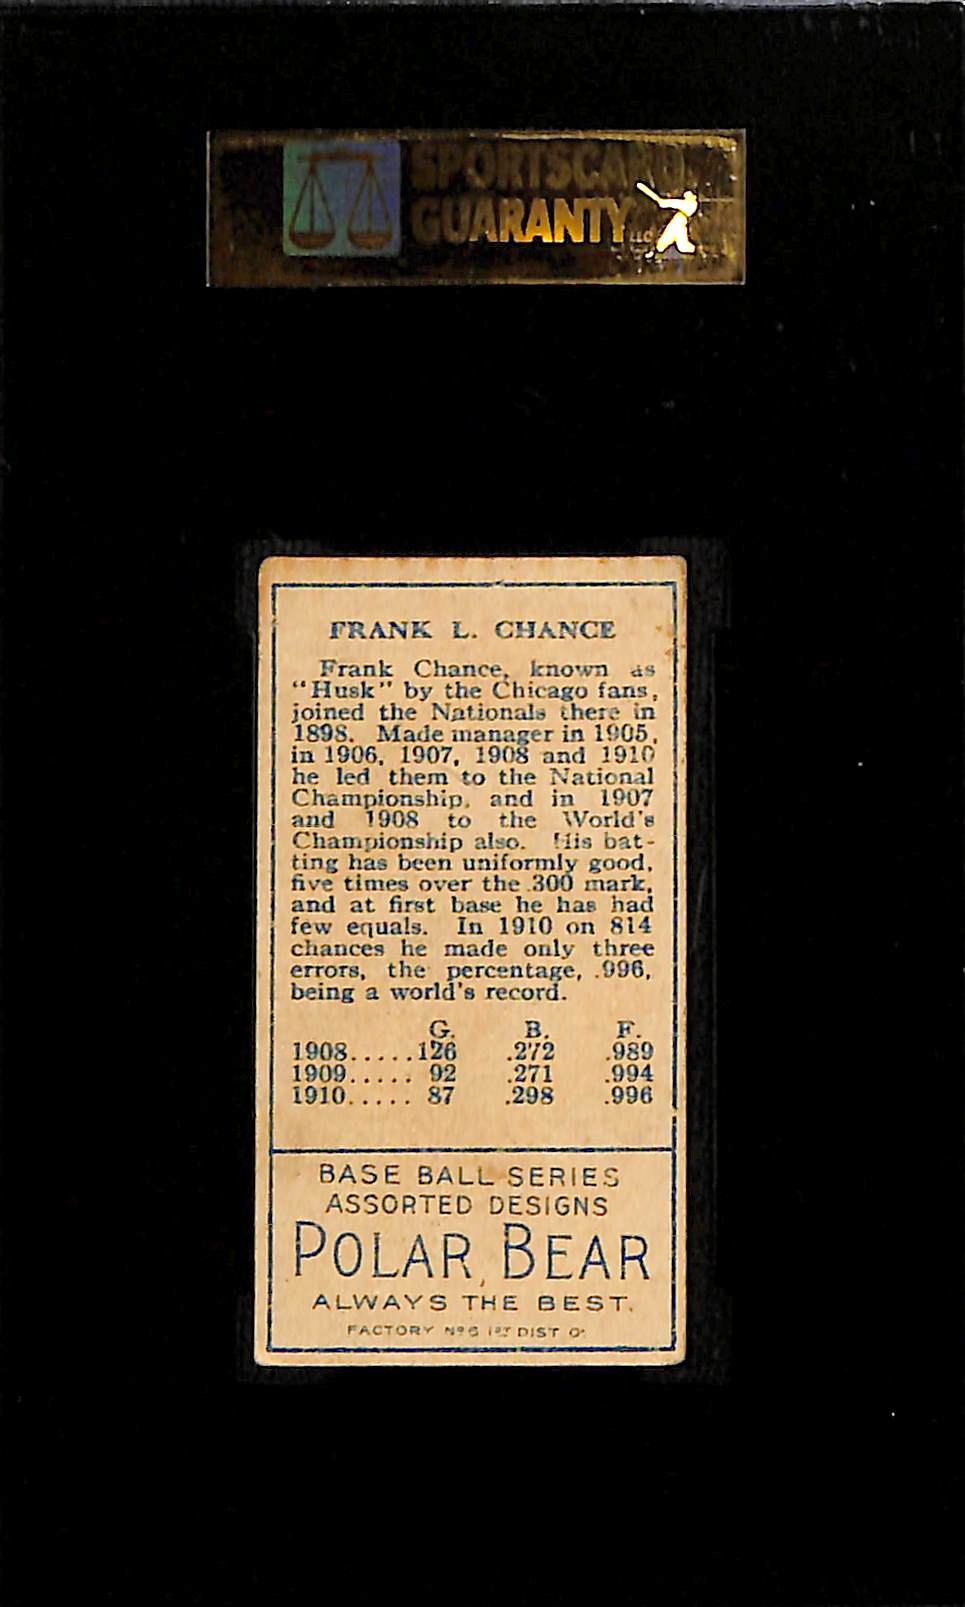 SPORTSCARD
GUARANTY
FRANK L. CHANCE
Frank Chance, known as
"Husk" by the Chicago fans,
joined the Nationals there in
1898. Made manager in 1905,
in 1906, 1907, 1908 and 1910
he led them to the National
Championship, and in 1907
and 1908 to the World's
Championship also. His bat-
ting has been uniformly good,
five times over the .300 mark,
and at first base he has had
few equals. In 1910 on 814
chances he made only three
errors, the percentage, .996,
being a world's record.
G. B. F.
1908.....126 .272 .989
1909..... 92 .271 .994
1910..... 87 .298 .996
BASE BALL SERIES
ASSORTED DESIGNS
POLAR BEAR
ALWAYS THE BEST.
FACTORY Nº 6 1ST DIST O.